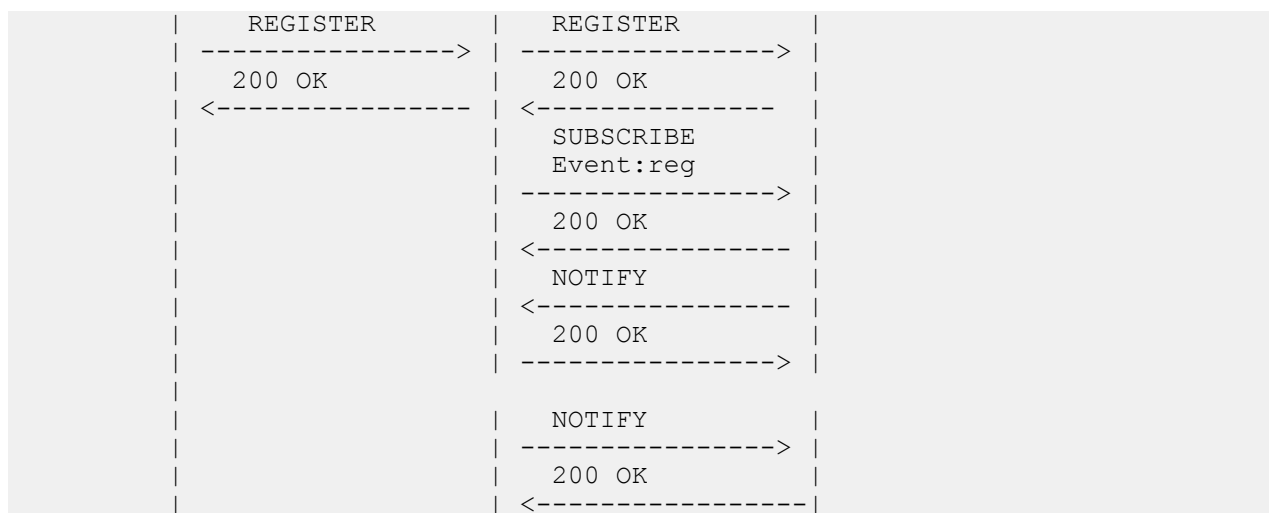 |    REGISTER        |   REGISTER         |
| ----------------> | ----------------> |
|   200 OK           |   200 OK           |
| <---------------- | <---------------  |
|                    |   SUBSCRIBE        |
|                    |   Event:reg        |
|                    | ----------------> |
|                    |   200 OK           |
|                    | <---------------- |
|                    |   NOTIFY           |
|                    | <---------------- |
|                    |   200 OK           |
|                    | ----------------> |
|
|                    |   NOTIFY           |
|                    | ----------------> |
|                    |   200 OK           |
|                    | <-----------------|